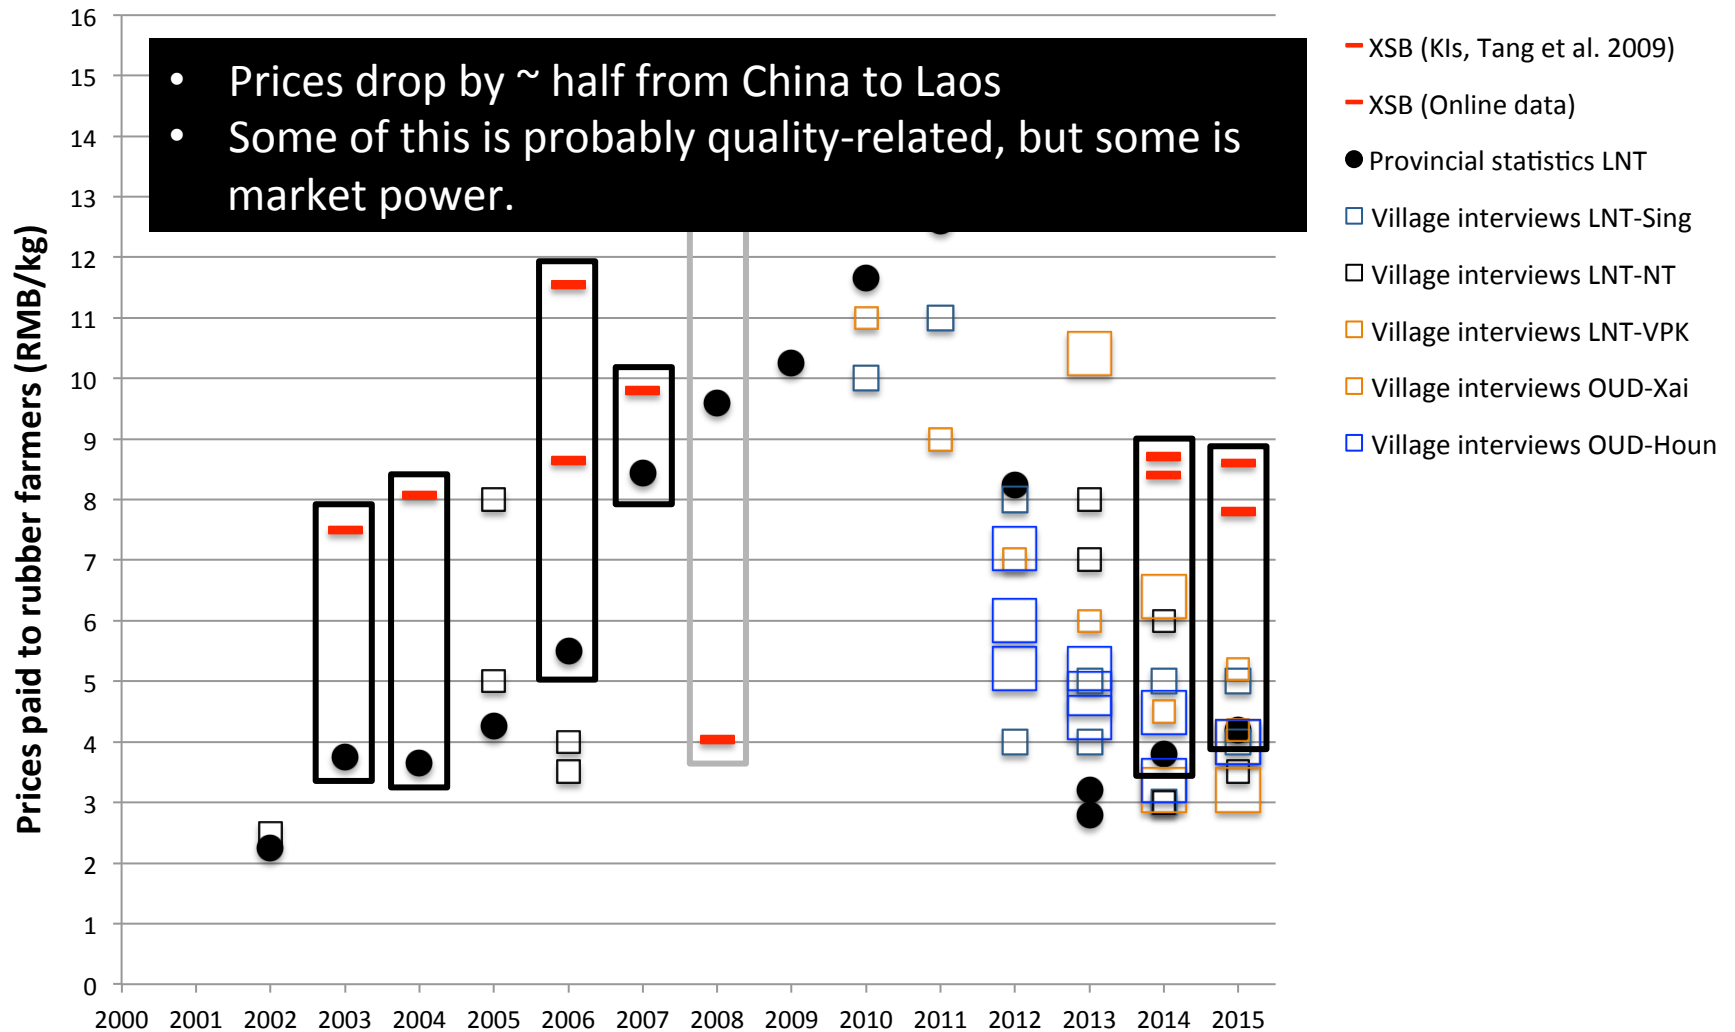 16
15
14
13
12
11
10
9
8
7
6
5
4
3
2
1
0
Prices paid to rubber farmers (RMB/kg)
• Prices drop by ~ half from China to Laos
• Some of this is probably quality-related, but some is
market power.
2000 2001 2002 2003 2004 2005 2006 2007 2008 2009 2010 2011 2012 2013 2014 2015
XSB (KIs, Tang et al. 2009)
XSB (Online data)
Provincial statistics LNT
Village interviews LNT-Sing
Village interviews LNT-NT
Village interviews LNT-VPK
Village interviews OUD-Xai
Village interviews OUD-Houn